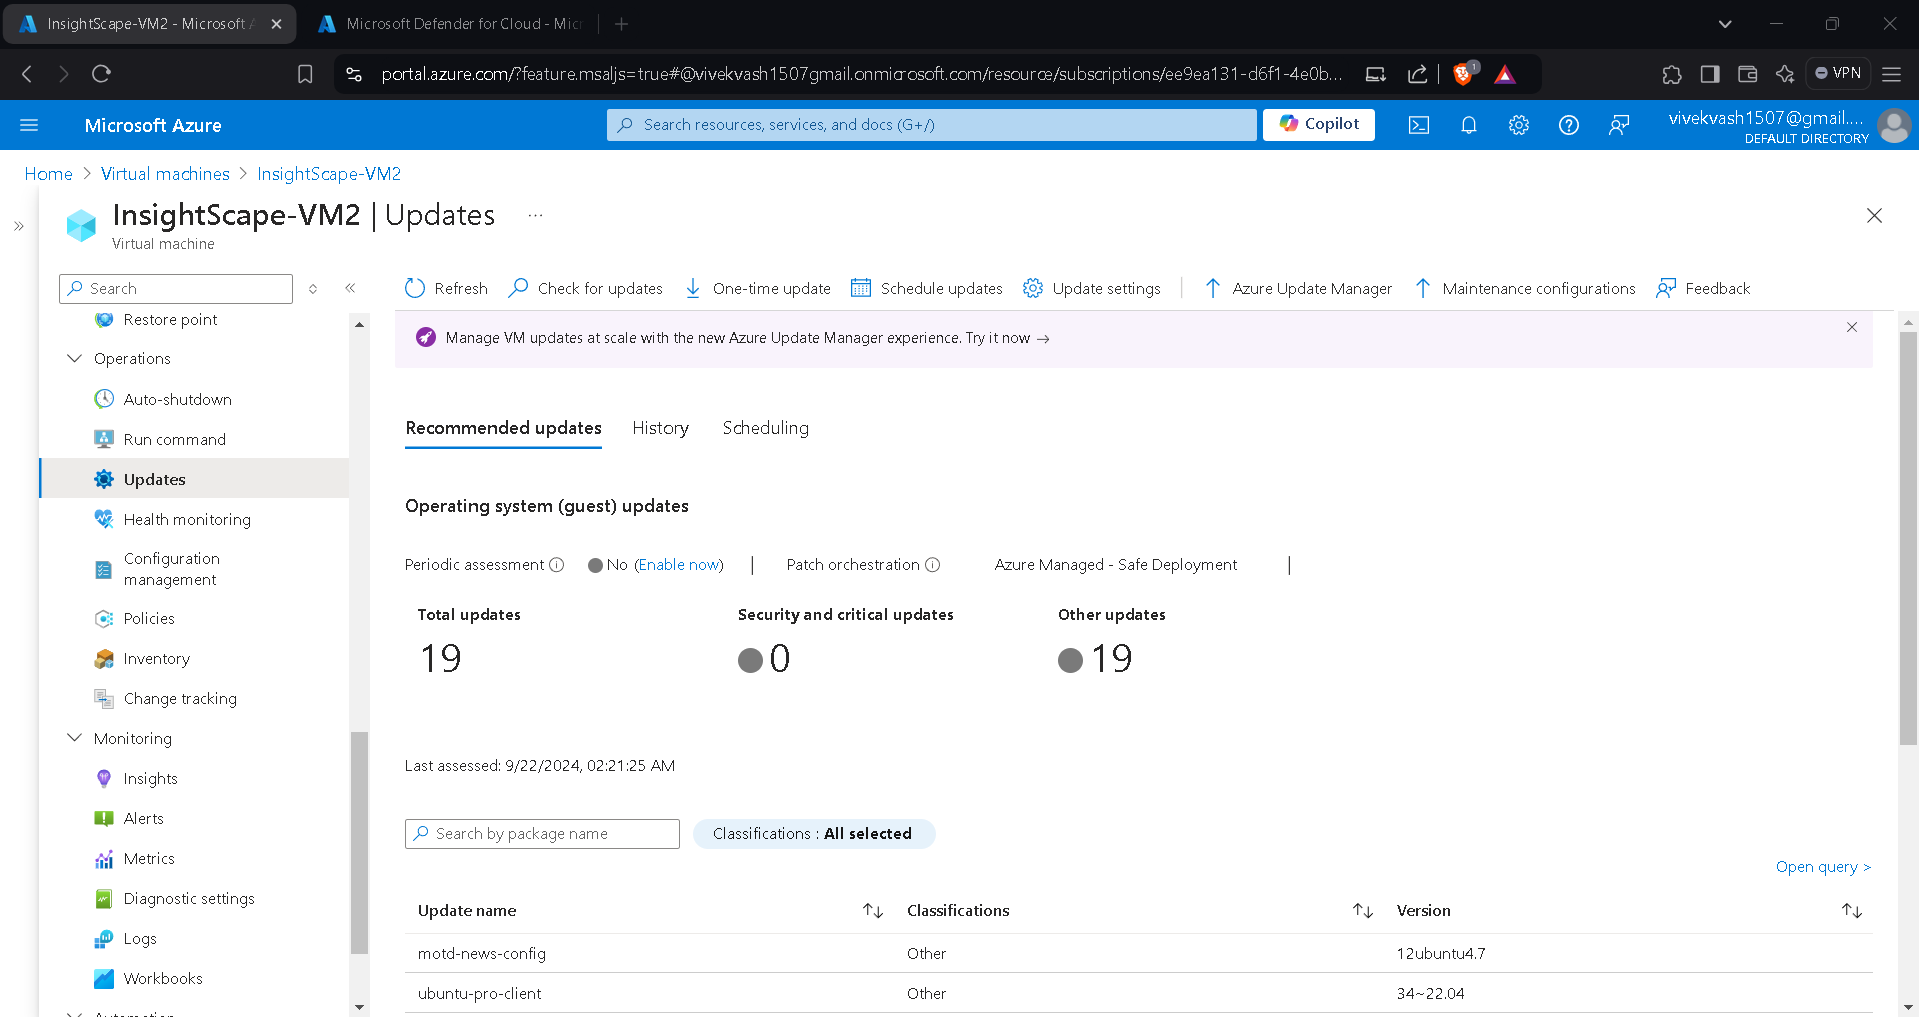 InsightScape-VM2 - Microsoft A
Microsoft Defender for Cloud - Mic
portal.azure.com/?feature.msaljs=true#@vivekvash1507gmail.onmicrosoft.com/resource/subscriptions/ee9ea131-d6f1-4e0b...
1
VPN
Microsoft Azure
Search resources, services, and docs (G+/)
Copilot
vivekvash1507@gmail....
DEFAULT DIRECTORY
Home > Virtual machines > InsightScape-VM2
InsightScape-VM2 | Updates ...
Virtual machine
Search
Restore point
Operations
Auto-shutdown
Run command
Updates
Health monitoring
Configuration
management
Policies
Inventory
Change tracking
Monitoring
Insights
Alerts
Metrics
Diagnostic settings
Logs
Workbooks
Automation
Refresh Check for updates One-time update Schedule updates Update settings Azure Update Manager Maintenance configurations Feedback
Manage VM updates at scale with the new Azure Update Manager experience. Try it now →
Recommended updates History Scheduling
Operating system (guest) updates
Periodic assessment No (Enable now) | Patch orchestration Azure Managed - Safe Deployment |
Total updates Security and critical updates Other updates
19 0 19
Last assessed: 9/22/2024, 02:21:25 AM
Search by package name Classifications : All selected
Open query >
Update name Classifications Version
motd-news-config Other 12ubuntu4.7
ubuntu-pro-client Other 34~22.04